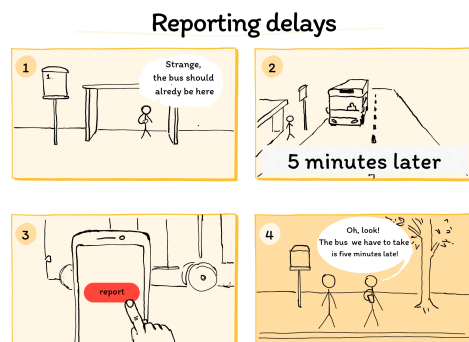 Reporting delays
1
1.
Strange,
the bus should
alredy be here
2
5 minutes later
3
report
4
Oh, look!
The bus we have to take
is five minutes late!